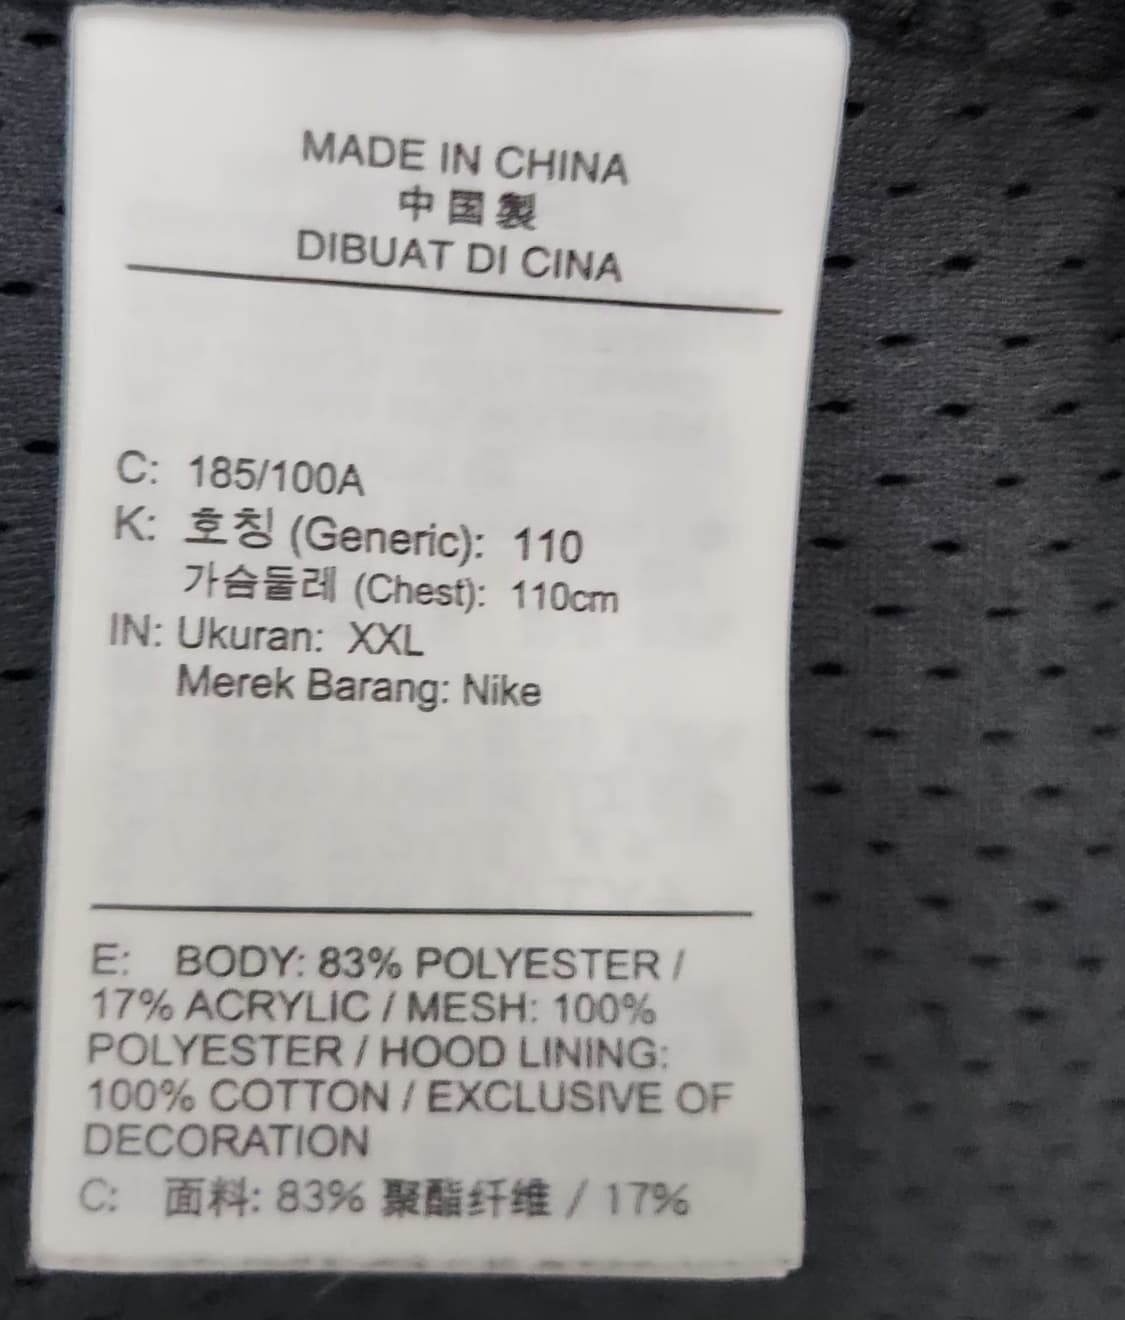 MADE IN CHINA
中国製
DIBUAT DI CINA
C: 185/100A
K: 호칭 (Generic): 110
가슴둘레 (Chest): 110cm
IN: Ukuran: XXL
Merek Barang: Nike
E: BODY: 83% POLYESTER /
17% ACRYLIC / MESH: 100%
POLYESTER / HOOD LINING:
100% COTTON / EXCLUSIVE OF
DECORATION
C: 面料: 83% 聚酯纤维 / 17%